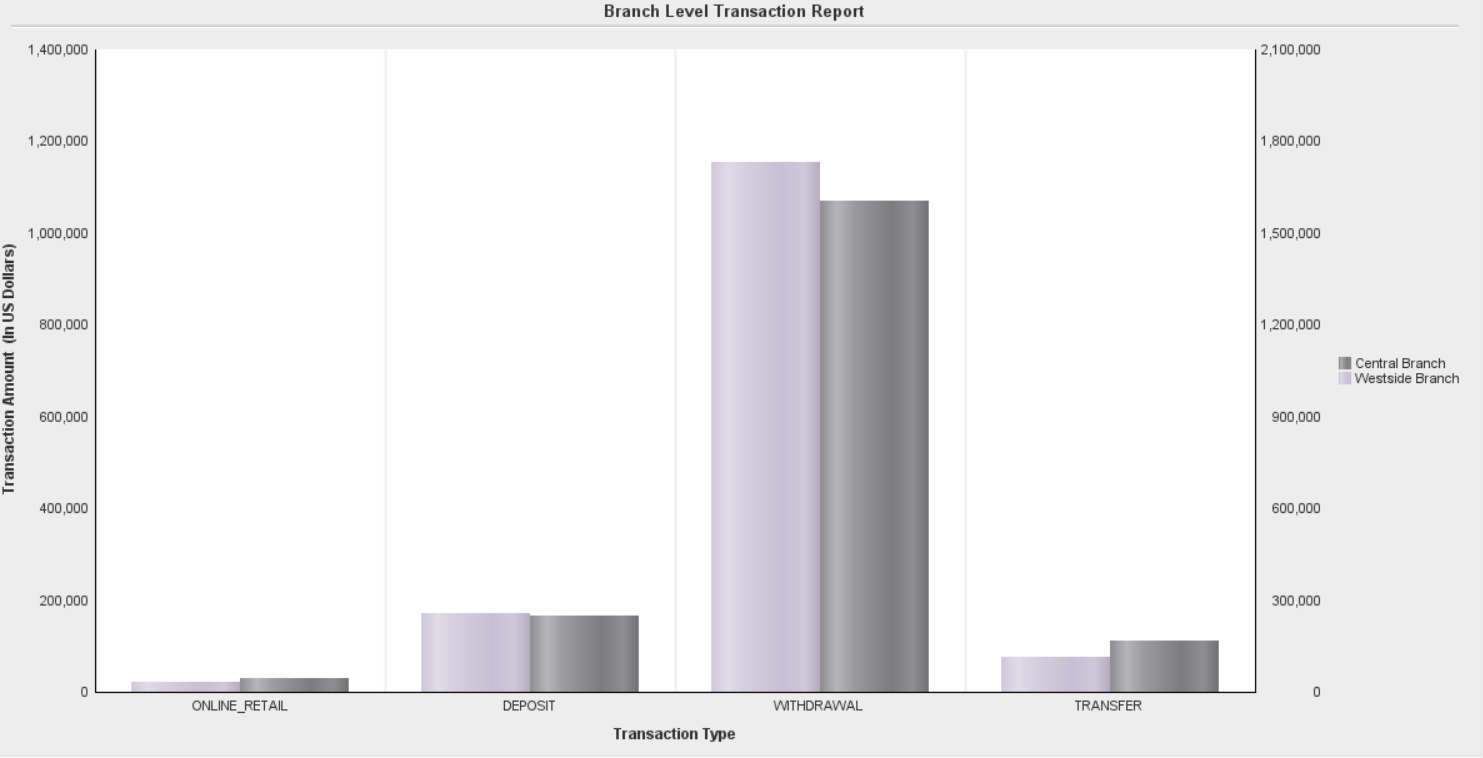 Branch Level Transaction Report
1,400,000
1,200,000
1,000,000
800,000
600,000
400,000
200,000
0
Transaction Amount (In US Dollars)
2,100,000
1,800,000
1,500,000
1,200,000
900,000
600,000
300,000
0
ONLINE_RETAIL
DEPOSIT
WITHDRAWAL
TRANSFER
Transaction Type
Central Branch
Westside Branch